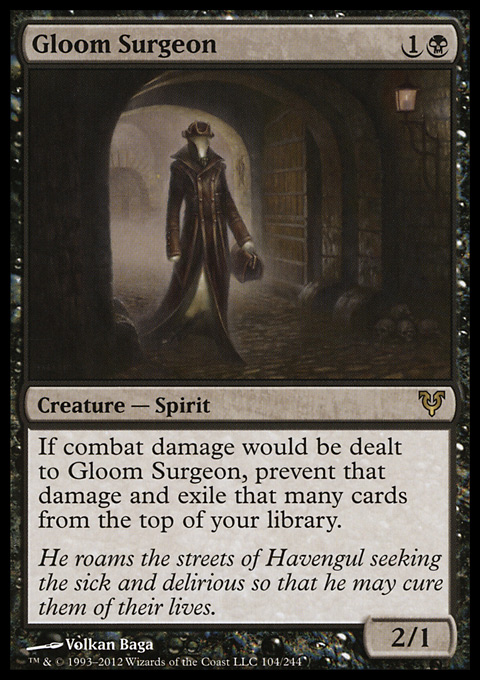 Gloom Surgeon 1
Creature — Spirit
If combat damage would be dealt
to Gloom Surgeon, prevent that
damage and exile that many cards
from the top of your library.
He roams the streets of Havengul seeking
the sick and delirious so that he may cure
them of their lives.
2/1
Volkan Baga
™ & © 1993–2012 Wizards of the Coast LLC 104/244